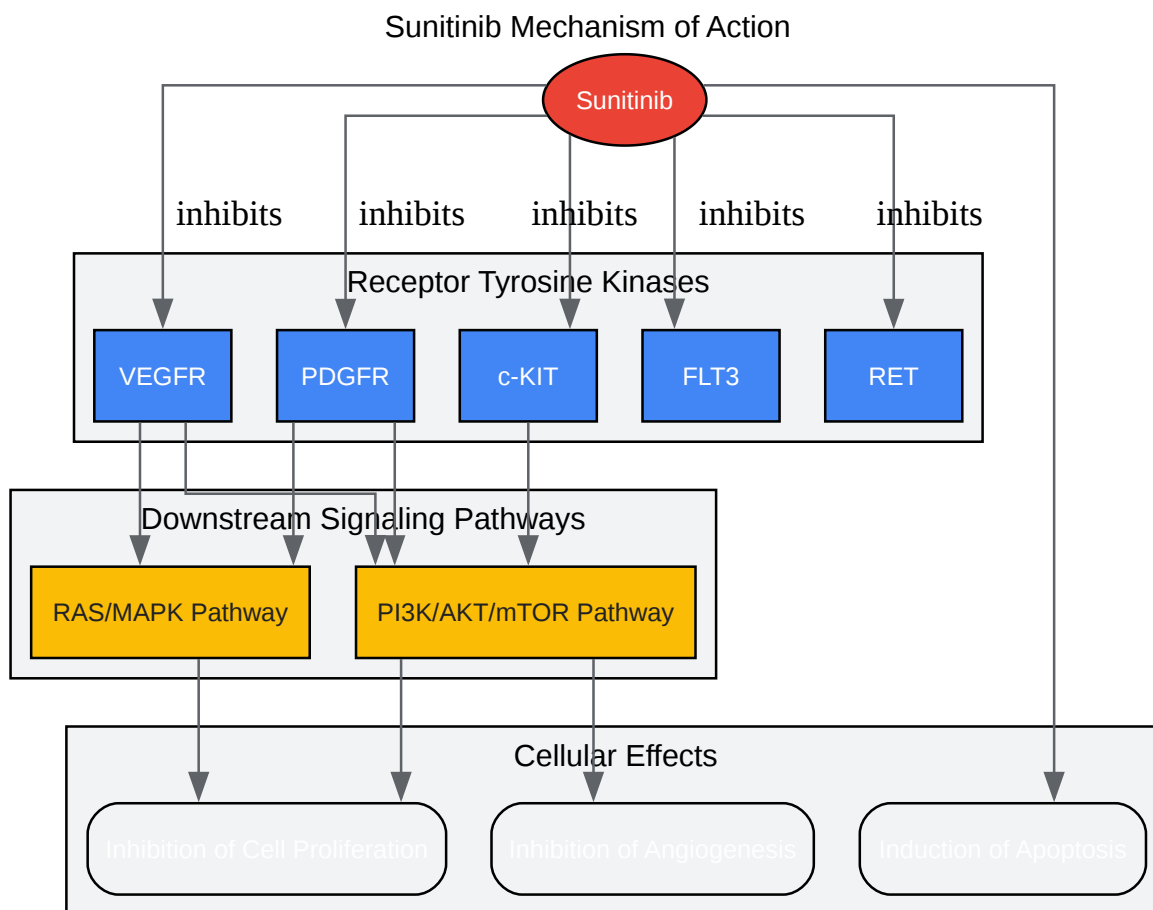 Sunitinib Mechanism of Action
Sunitinib
inhibits inhibits inhibits inhibits inhibits
Receptor Tyrosine Kinases
VEGFR PDGFR c-KIT FLT3 RET
Downstream Signaling Pathways
RAS/MAPK Pathway PI3K/AKT/mTOR Pathway
Cellular Effects
Inhibition of Cell Proliferation Inhibition of Angiogenesis Induction of Apoptosis